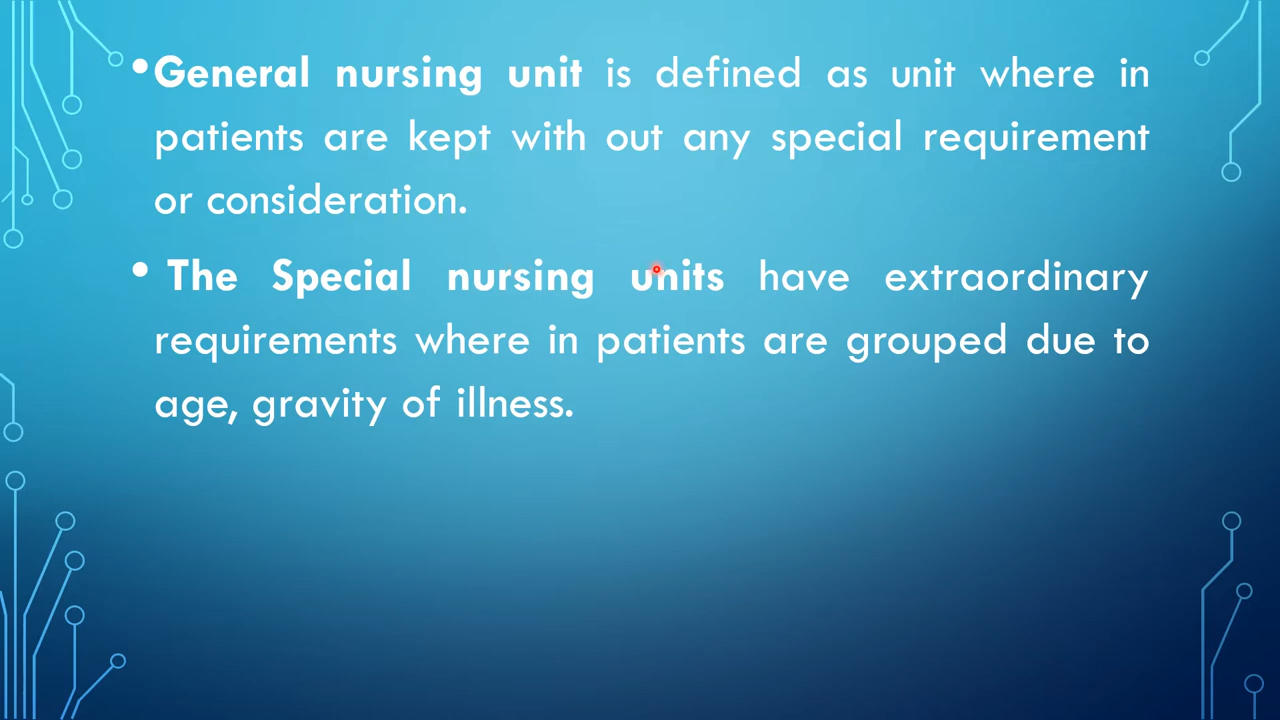 •General nursing unit is defined as unit where in
patients are kept with out any special requirement
or consideration.
• The Special nursing units have extraordinary
requirements where in patients are grouped due to
age, gravity of illness.